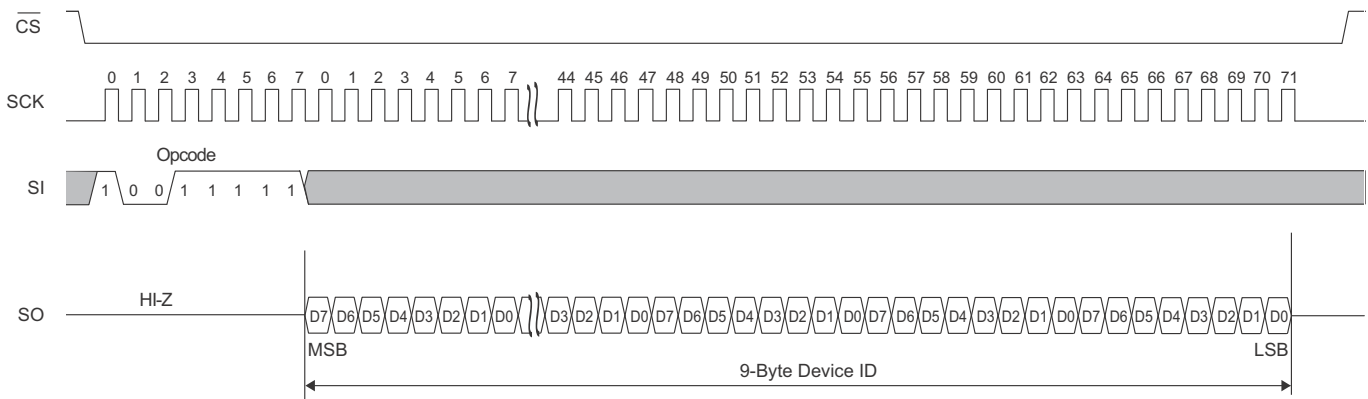 CS
0 1 2 3 4 5 6 7 0 1 2 3 4 5 6 7 44 45 46 47 48 49 50 51 52 53 54 55 56 57 58 59 60 61 62 63 64 65 66 67 68 69 70 71
SCK
Opcode
SI 1 0 0 1 1 1 1 1
HI-Z
SO D7 D6 D5 D4 D3 D2 D1 D0 D3 D2 D1 D0 D7 D6 D5 D4 D3 D2 D1 D0 D7 D6 D5 D4 D3 D2 D1 D0 D7 D6 D5 D4 D3 D2 D1 D0
MSB LSB
9-Byte Device ID